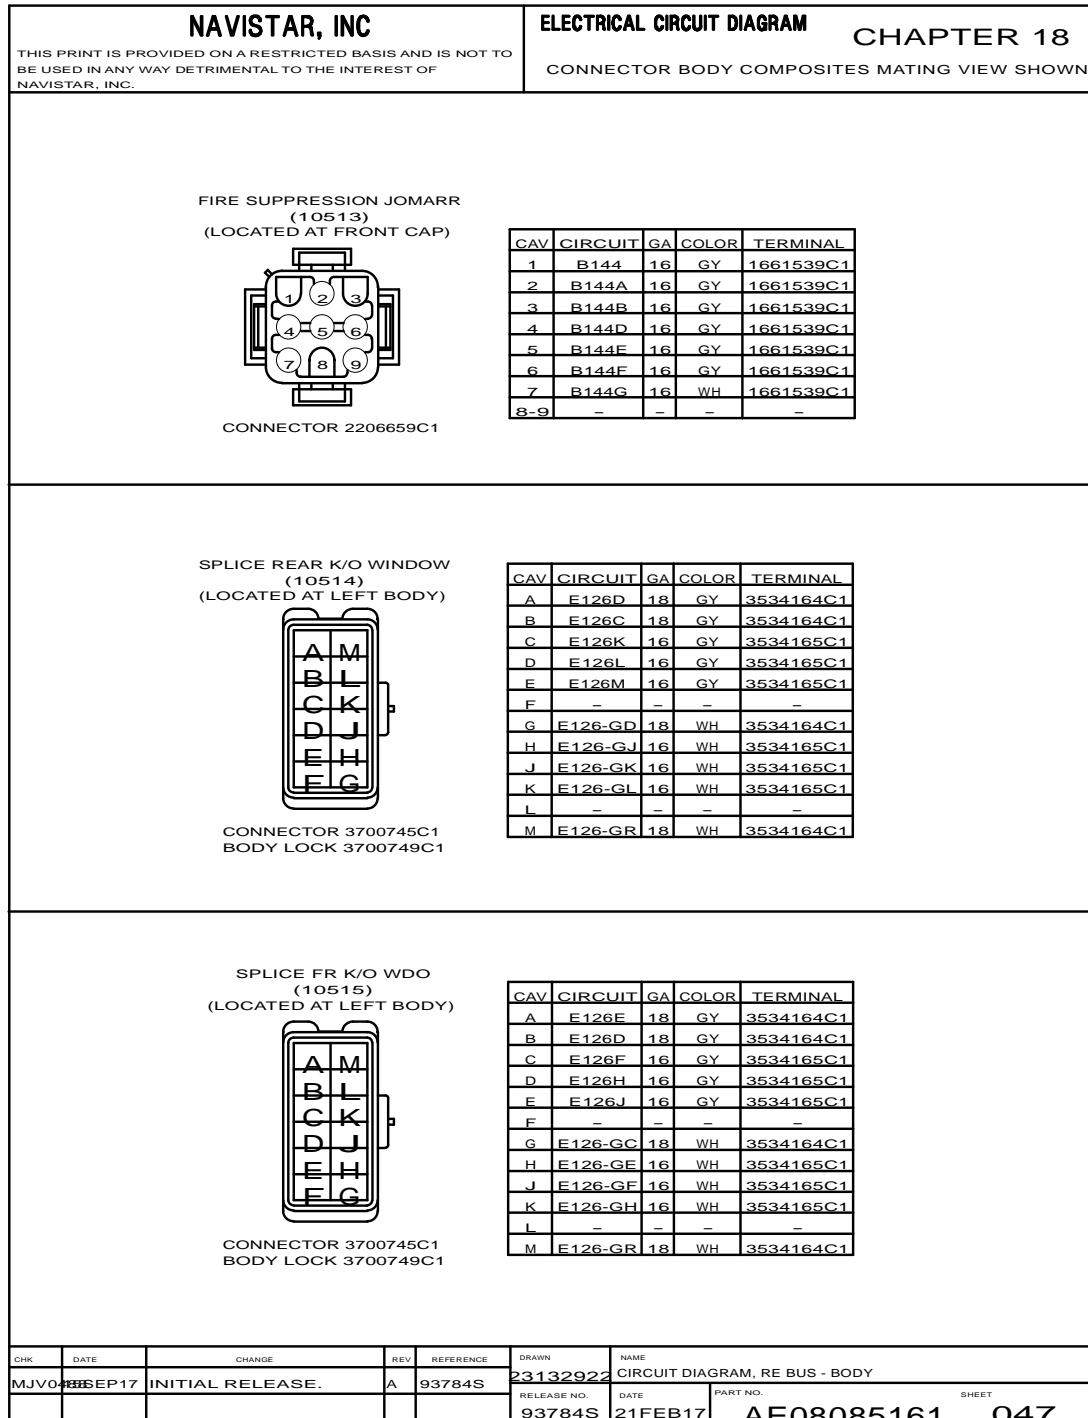 NAVISTAR, INC
THIS PRINT IS PROVIDED ON A RESTRICTED BASIS AND IS NOT TO
BE USED IN ANY WAY DETRIMENTAL TO THE INTEREST OF
NAVISTAR, INC.
ELECTRICAL CIRCUIT DIAGRAM
CHAPTER 18
CONNECTOR BODY COMPOSITES MATING VIEW SHOWN
FIRE SUPPRESSION JOMARR
(10513)
(LOCATED AT FRONT CAP)
1 2 3
4 5 6
7 8 9
CONNECTOR 2206659C1
CAV CIRCUIT GA COLOR TERMINAL
1 B144 16 GY 1661539C1
2 B144A 16 GY 1661539C1
3 B144B 16 GY 1661539C1
4 B144D 16 GY 1661539C1
5 B144E 16 GY 1661539C1
6 B144F 16 GY 1661539C1
7 B144G 16 WH 1661539C1
8-9 – – – –
SPLICE REAR K/O WINDOW
(10514)
(LOCATED AT LEFT BODY)
A M
B L
C K
D J
E H
F G
CONNECTOR 3700745C1
BODY LOCK 3700749C1
CAV CIRCUIT GA COLOR TERMINAL
A E126D 18 GY 3534164C1
B E126C 18 GY 3534164C1
C E126K 16 GY 3534165C1
D E126L 16 GY 3534165C1
E E126M 16 GY 3534165C1
F – – – –
G E126-GD 18 WH 3534164C1
H E126-GJ 16 WH 3534165C1
J E126-GK 16 WH 3534165C1
K E126-GL 16 WH 3534165C1
L – – – –
M E126-GR 18 WH 3534164C1
SPLICE FR K/O WDO
(10515)
(LOCATED AT LEFT BODY)
A M
B L
C K
D J
E H
F G
CONNECTOR 3700745C1
BODY LOCK 3700749C1
CAV CIRCUIT GA COLOR TERMINAL
A E126E 18 GY 3534164C1
B E126D 18 GY 3534164C1
C E126F 16 GY 3534165C1
D E126H 16 GY 3534165C1
E E126J 16 GY 3534165C1
F – – – –
G E126-GC 18 WH 3534164C1
H E126-GE 16 WH 3534165C1
J E126-GF 16 WH 3534165C1
K E126-GH 16 WH 3534165C1
L – – – –
M E126-GR 18 WH 3534164C1
CHK DATE CHANGE REV REFERENCE
INITIAL RELEASE. A 93784S
DRAWN
23132922
NAME
CIRCUIT DIAGRAM, RE BUS - BODY
RELEASE NO.
93784S
DATE
21FEB17
PART NO.
AE08085161
SHEET
047